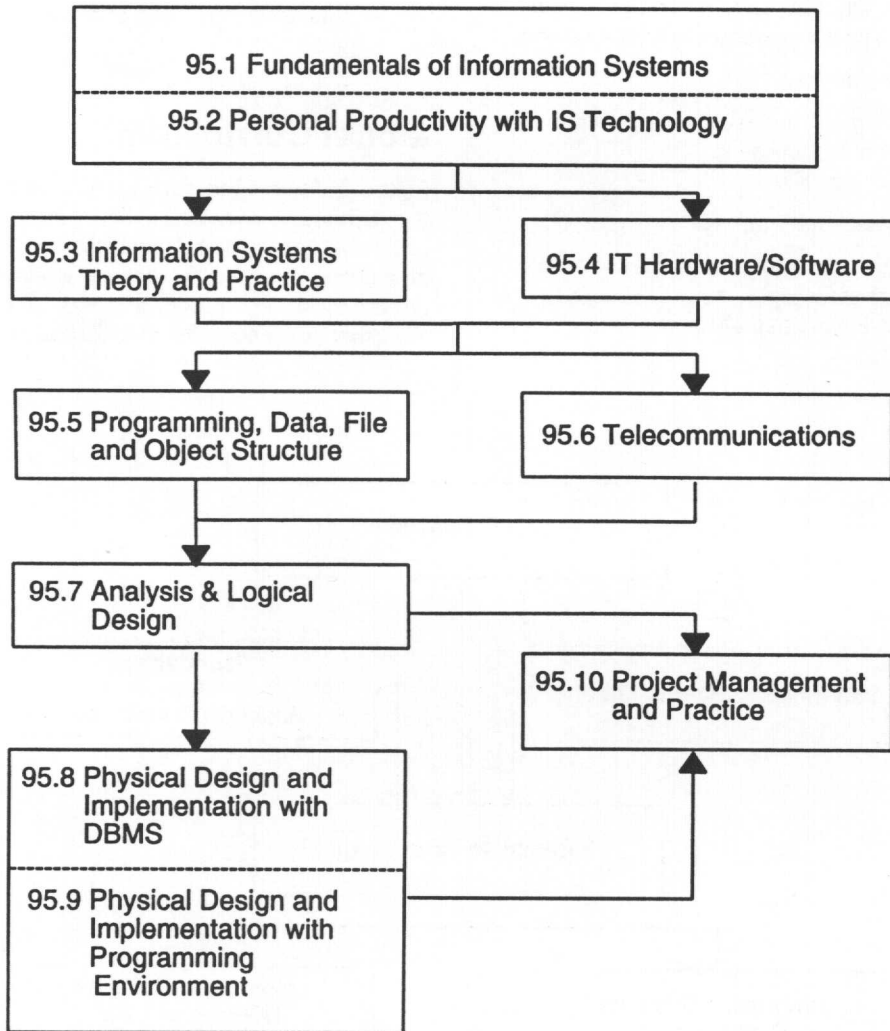 95.1 Fundamentals of Information Systems
95.2 Personal Productivity with IS Technology
95.3 Information Systems
Theory and Practice
95.4 IT Hardware/Software
95.5 Programming, Data, File
and Object Structure
95.6 Telecommunications
95.7 Analysis & Logical
Design
95.10 Project Management
and Practice
95.8 Physical Design and
Implementation with
DBMS
95.9 Physical Design and
Implementation with
Programming
Environment